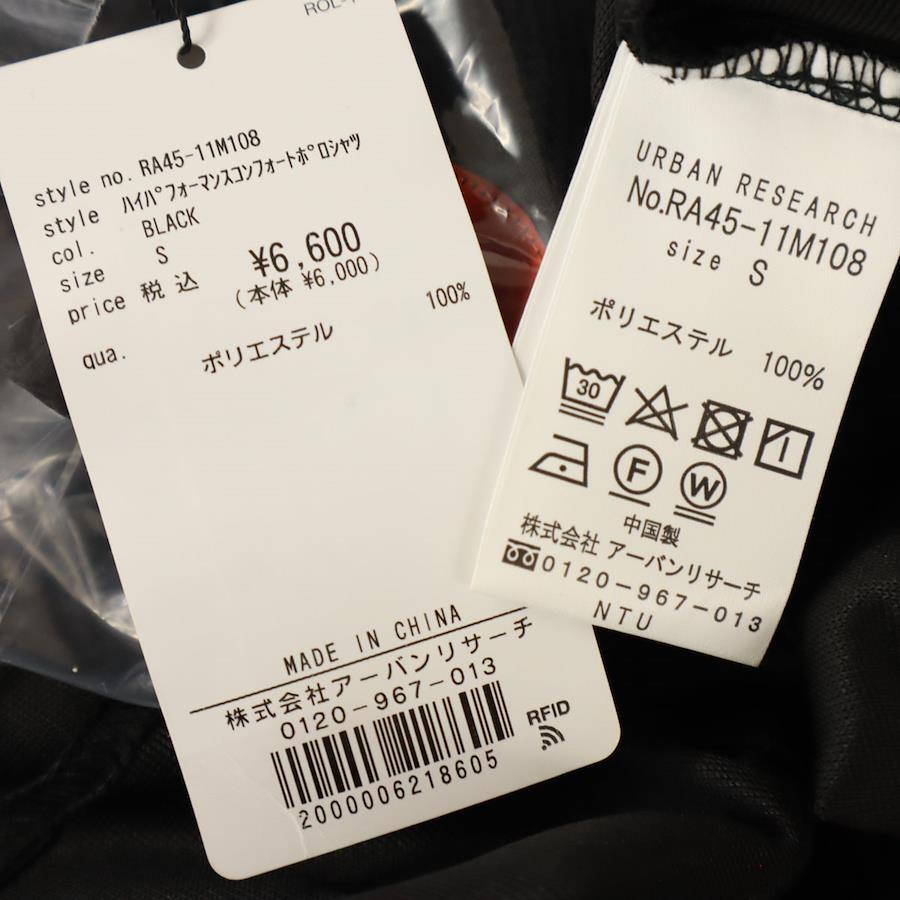 style no. RA45-11M108
style ﾊｲﾊﾟﾌｫｰﾏﾝｽｺﾝﾌｫｰﾄﾎﾟﾛｼｬﾂ
col. BLACK
size S
price 税込 ¥6,600
(本体 ¥6,000)
qua. ポリエステル 100%
MADE IN CHINA
株式会社アーバンリサーチ
0120-967-013
RFID
2000006218605
URBAN RESEARCH
No.RA45-11M108
size S
ポリエステル 100%
30
F W
中国製
株式会社 アーバンリサーチ
0120-967-013
NTU